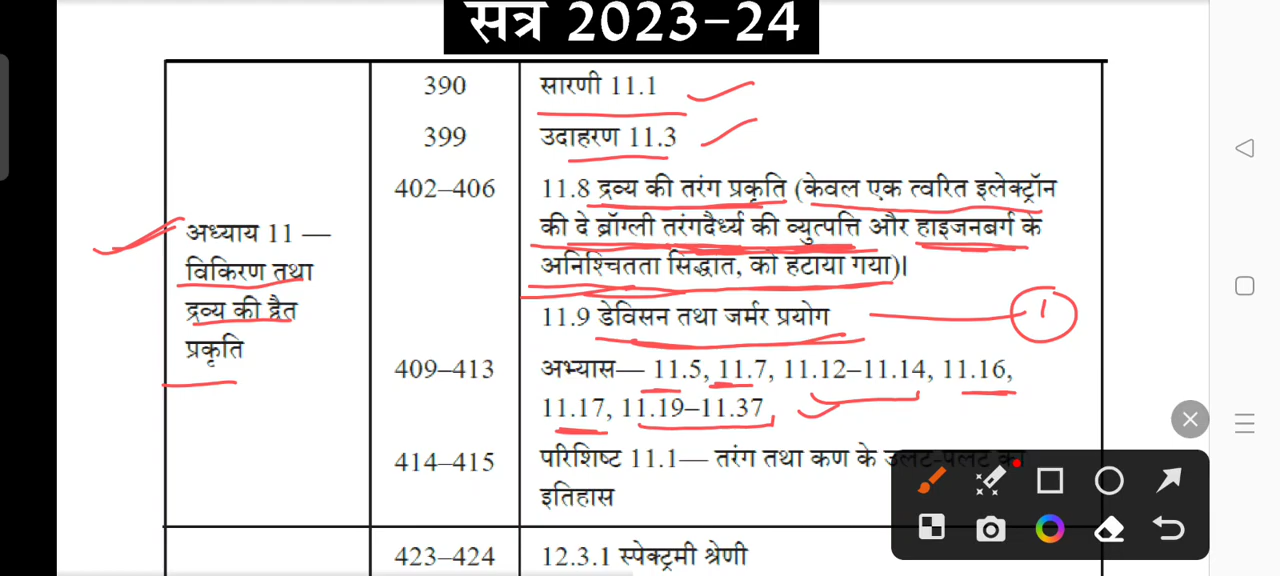 सत्र 2023-24
390 सारणी 11.1
399 उदाहरण 11.3
402–406 11.8 द्रव्य की तरंग प्रकृति (केवल एक त्वरित इलेक्ट्रॉन
की दे ब्रॉग्ली तरंगदैर्ध्य की व्युत्पत्ति और हाइजनबर्ग के
अध्याय 11 —
विकिरण तथा
द्रव्य की द्वैत
प्रकृति
अनिश्चितता सिद्धात, को हटाया गया)।
11.9 डेविसन तथा जर्मर प्रयोग 1
409–413 अभ्यास— 11.5, 11.7, 11.12–11.14, 11.16,
11.17, 11.19–11.37
414–415 परिशिष्ट 11.1— तरंग तथा कण के उलट-पलट का
इतिहास
423–424 12.3.1 स्पेक्ट्रमी श्रेणी